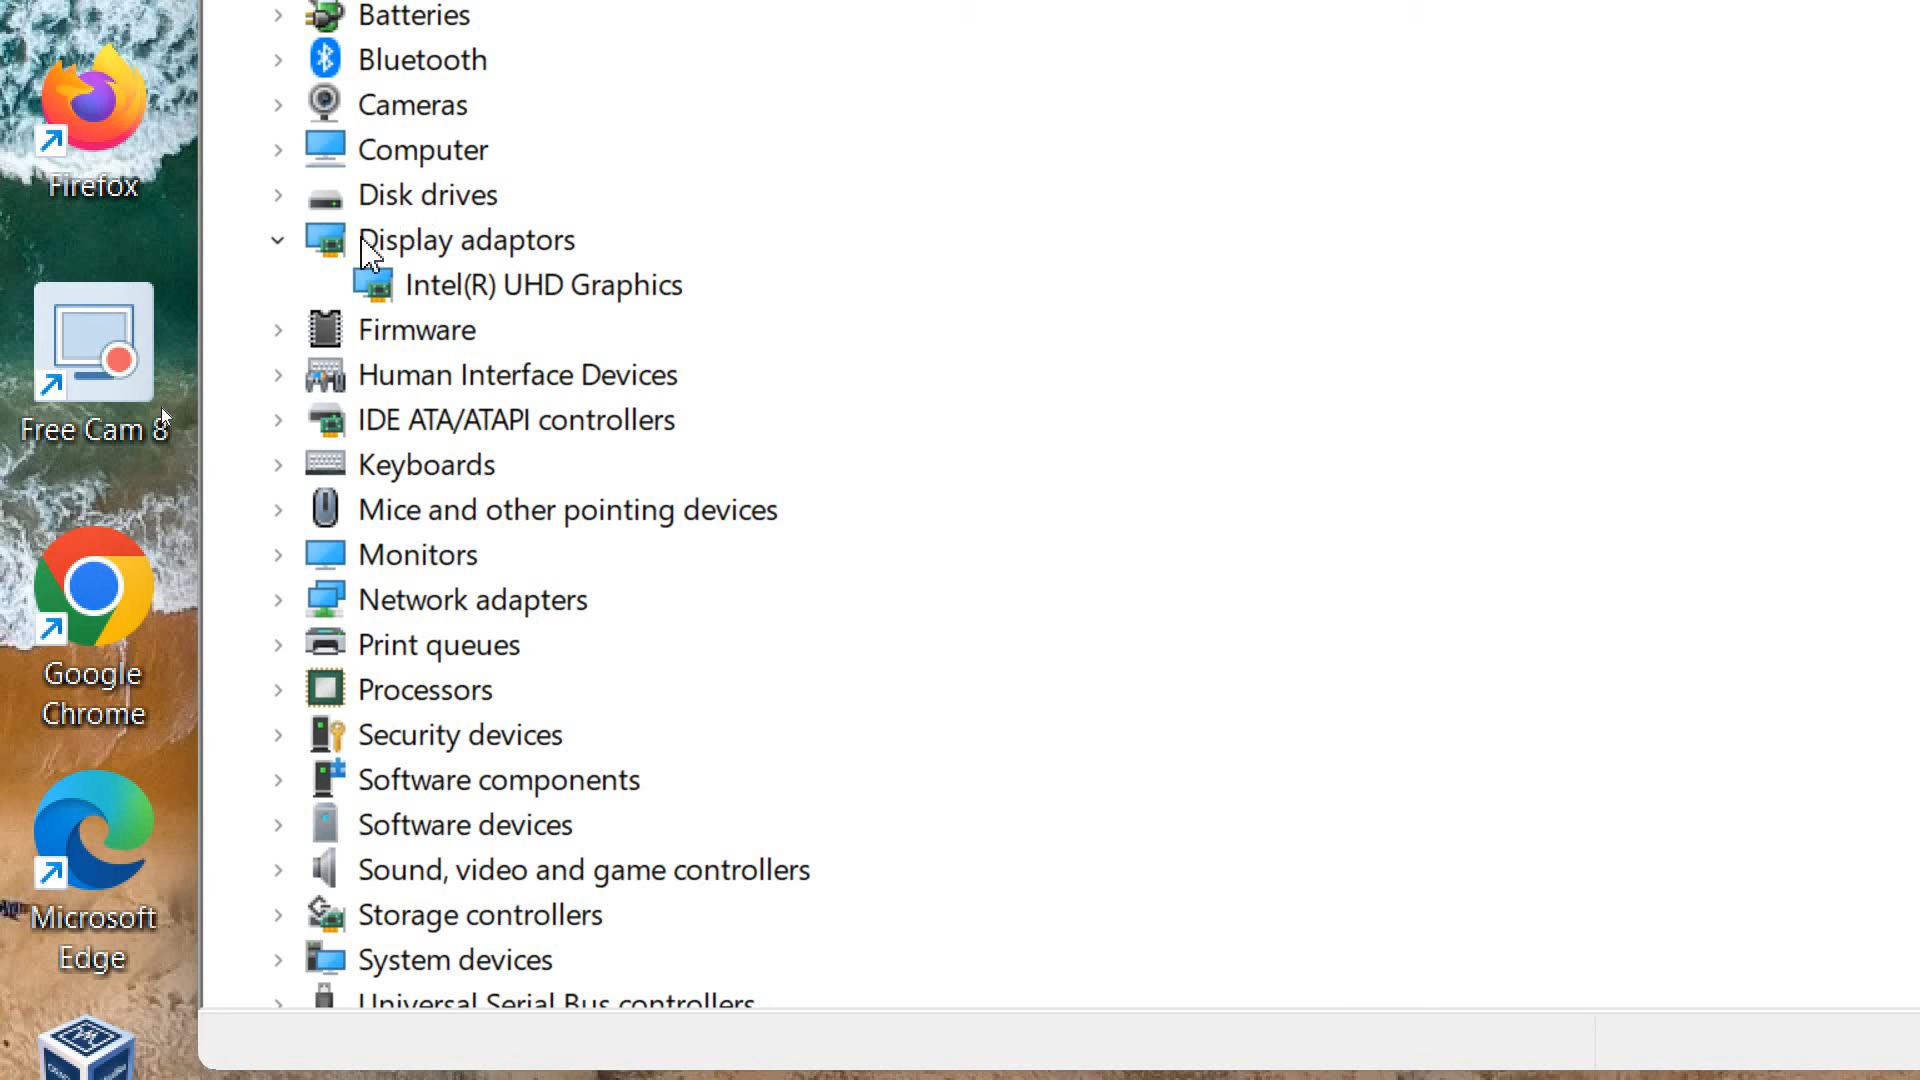 Firefox
Free Cam 8
Google
Chrome
Microsoft
Edge
Batteries
Bluetooth
Cameras
Computer
Disk drives
Display adaptors
Intel(R) UHD Graphics
Firmware
Human Interface Devices
IDE ATA/ATAPI controllers
Keyboards
Mice and other pointing devices
Monitors
Network adapters
Print queues
Processors
Security devices
Software components
Software devices
Sound, video and game controllers
Storage controllers
System devices
Universal Serial Bus controllers